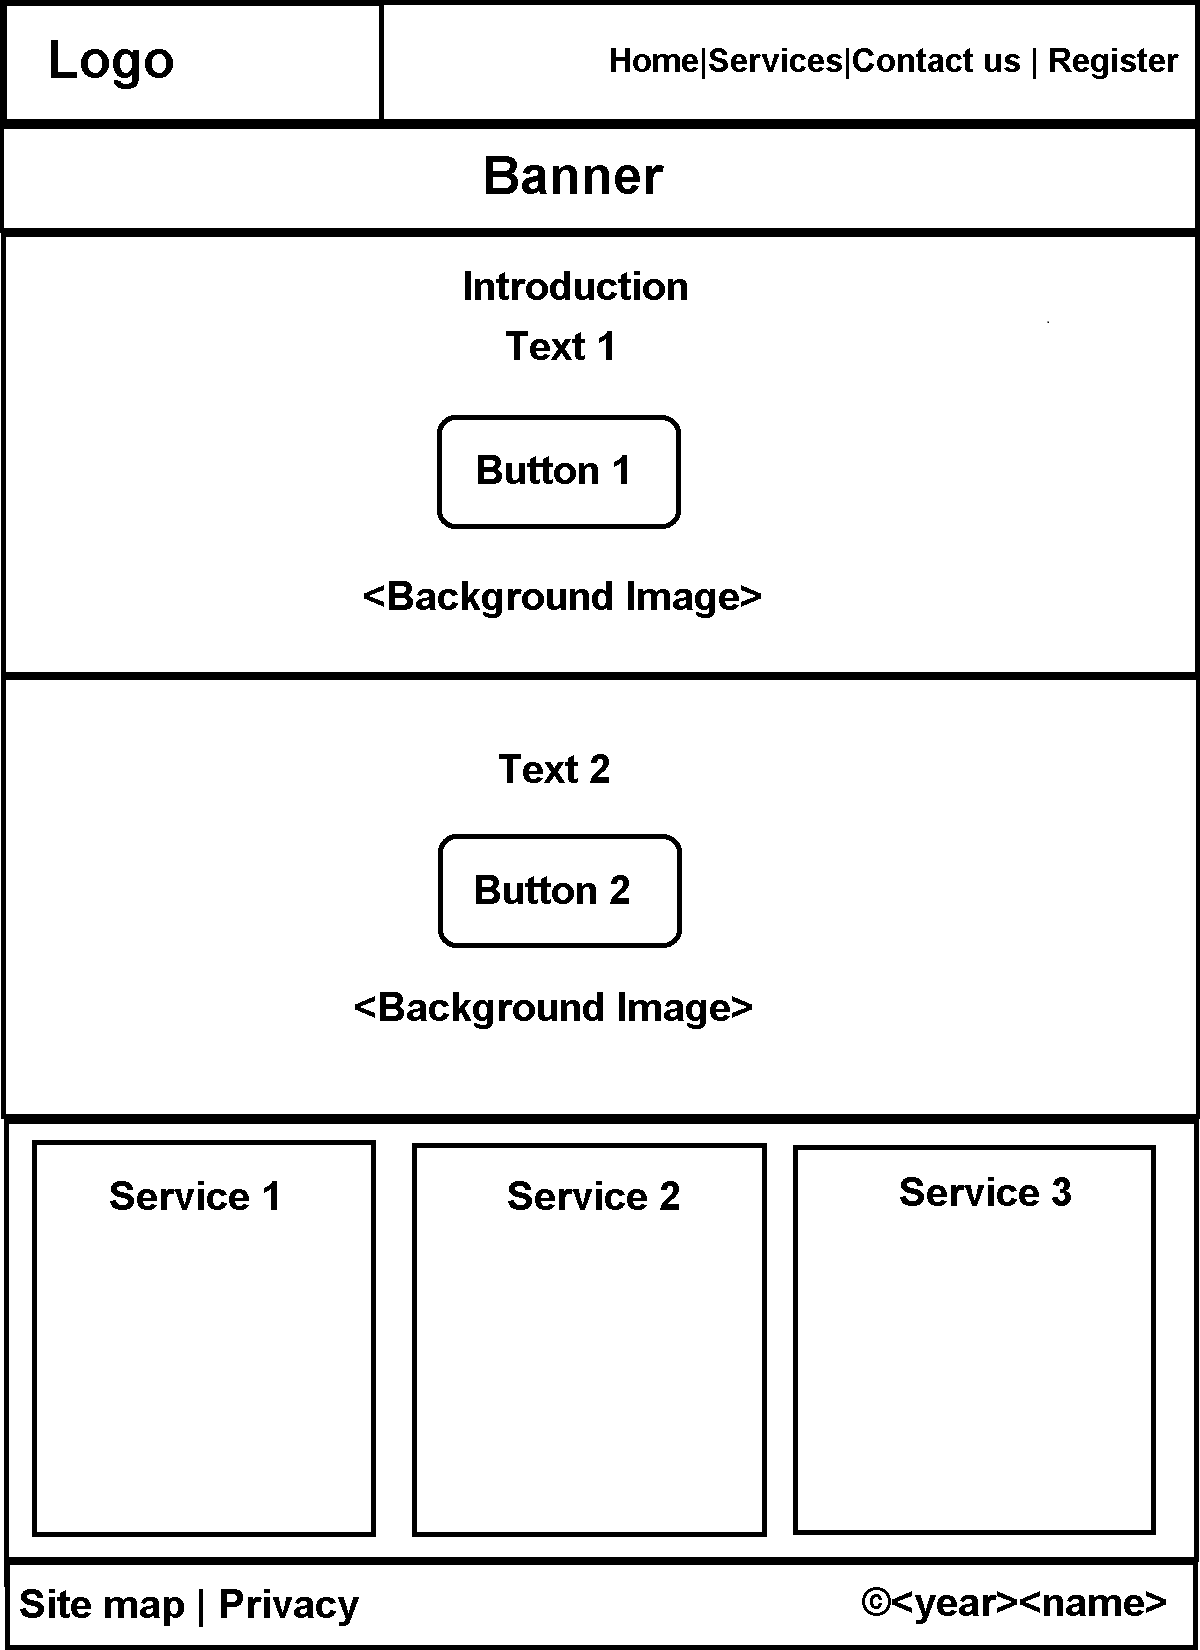 Logo
Home|Services|Contact us | Register
Banner
Introduction
Text 1
Button 1
<Background Image>
Text 2
Button 2
<Background Image>
Service 1
Service 2
Service 3
Site map | Privacy
©<year><name>